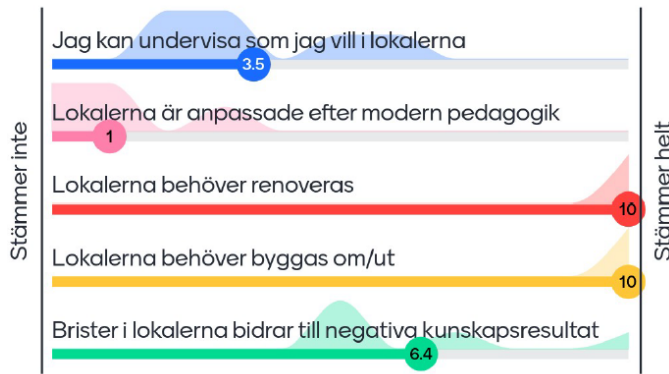 Stämmer inte
Jag kan undervisa som jag vill i lokalerna
3.5
Lokalerna är anpassade efter modern pedagogik
1
Lokalerna behöver renoveras
10
Lokalerna behöver byggas om/ut
10
Brister i lokalerna bidrar till negativa kunskapsresultat
6.4
Stämmer helt